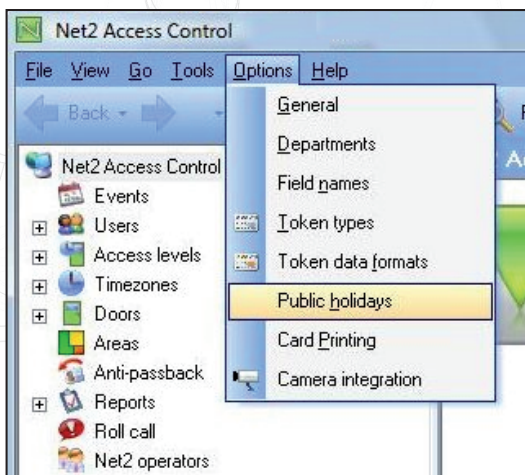 Net2 Access Control
File View Go Tools Options Help
Back
General
Departments
Field names
Token types
Token data formats
Public holidays
Card Printing
Camera integration
Net2 Access Control
Events
Users
Access levels
Timezones
Doors
Areas
Anti-passback
Reports
Roll call
Net2 operators